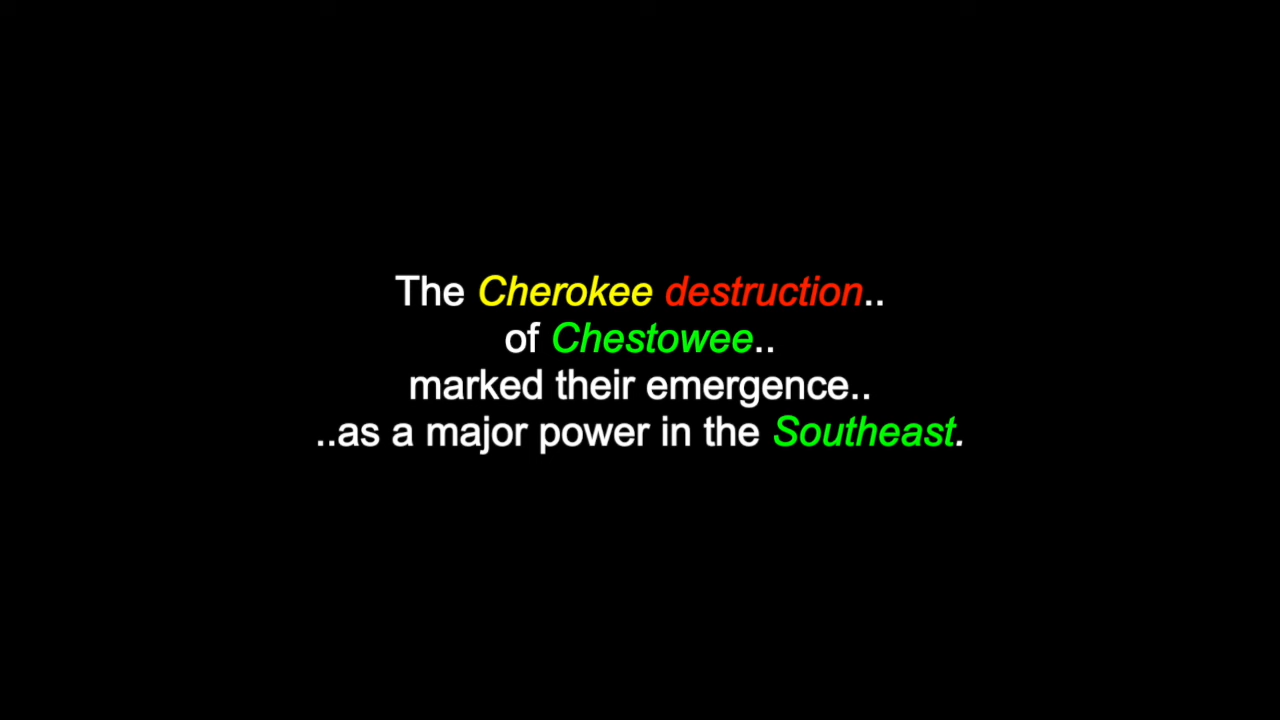 The Cherokee destruction..
of Chestowee..
marked their emergence..
..as a major power in the Southeast.